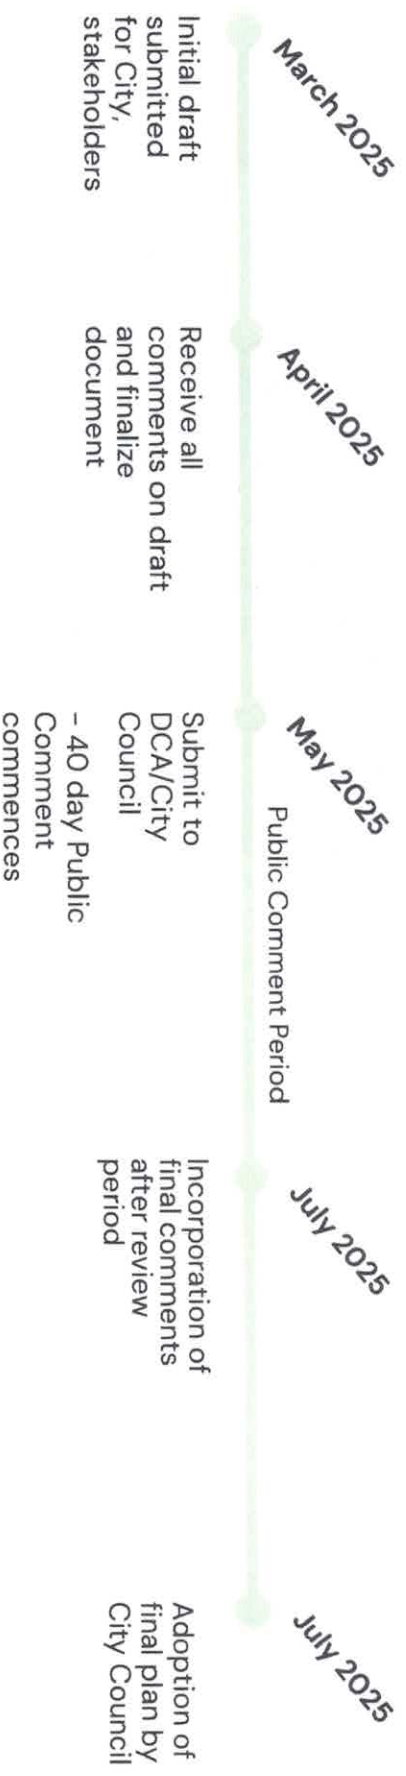 March 2025
Initial draft
submitted
for City,
stakeholders
April 2025
Receive all
comments on draft
and finalize
document
May 2025
Submit to
DCA/City
Council
– 40 day Public
Comment
commences
Public Comment Period
July 2025
Incorporation of
final comments
after review
period
July 2025
Adoption of
final plan by
City Council